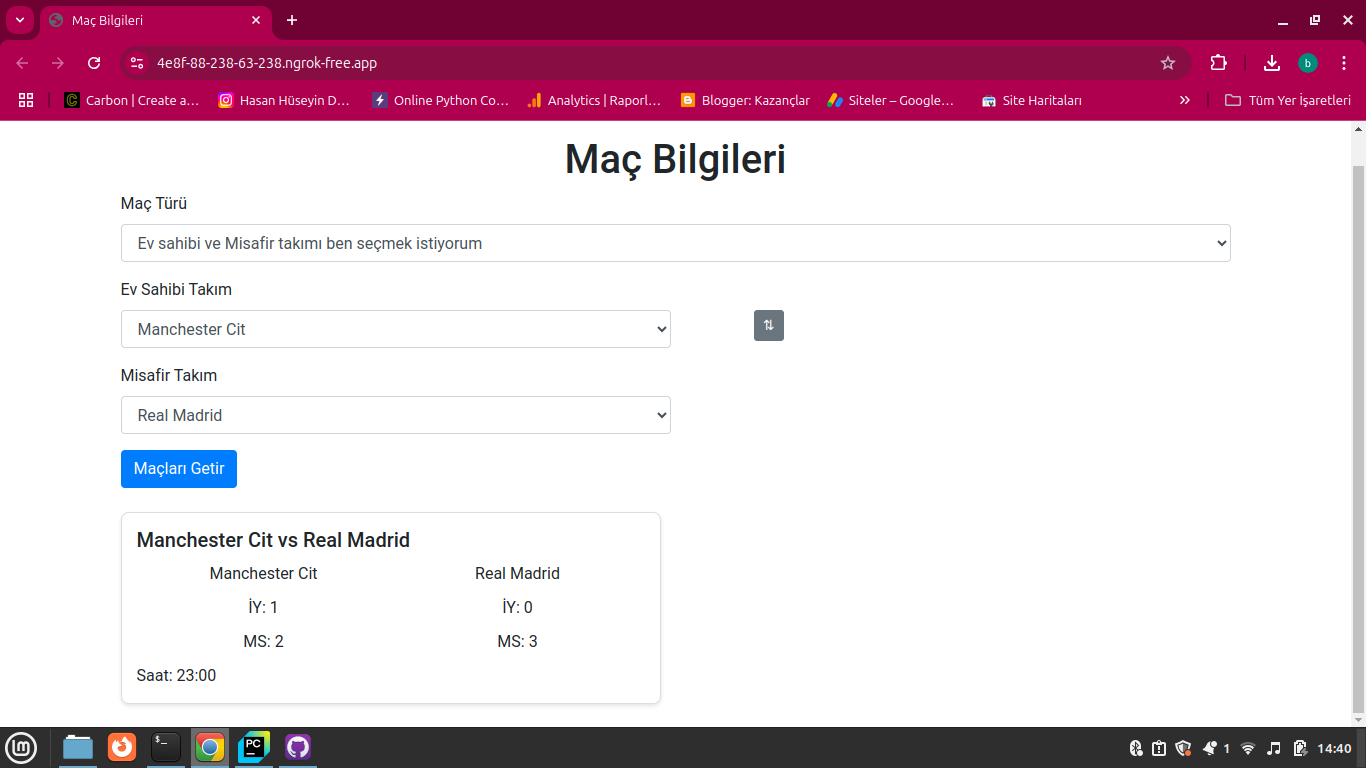 Maç Bilgileri
4e8f-88-238-63-238.ngrok-free.app
b
Carbon | Create a...
Hasan Hüseyin D...
Online Python Co...
Analytics | Raporl...
Blogger: Kazançlar
Siteler – Google...
Site Haritaları
Tüm Yer İşaretleri
Maç Bilgileri
Maç Türü
Ev sahibi ve Misafir takımı ben seçmek istiyorum
Ev Sahibi Takım
Manchester Cit
Misafir Takım
Real Madrid
Maçları Getir
Manchester Cit vs Real Madrid
Manchester Cit Real Madrid
İY: 1 İY: 0
MS: 2 MS: 3
Saat: 23:00
PC
1
14:40